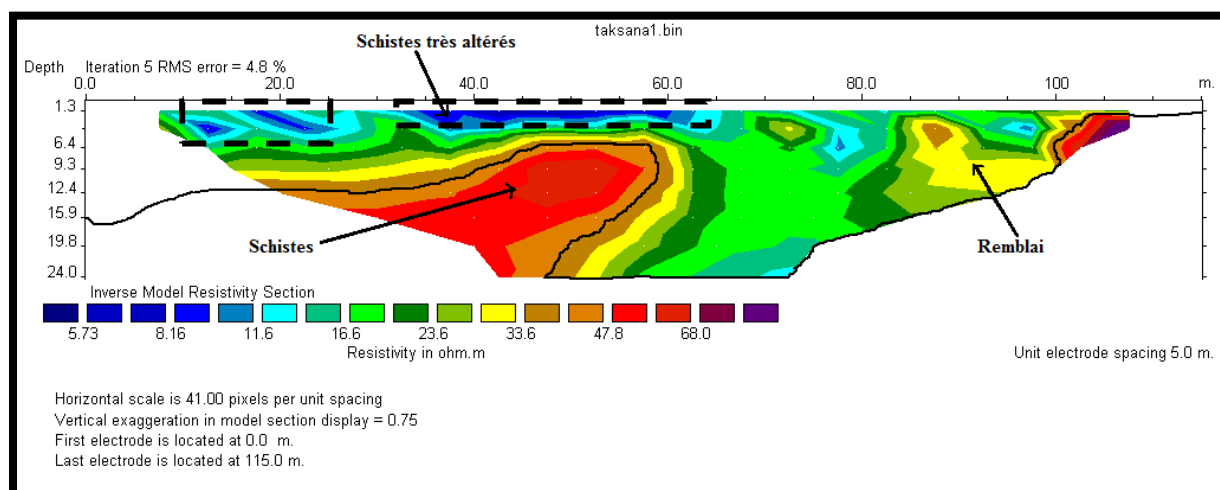 taksana1.bin
Schistes très altérés
Depth Iteration 5 RMS error = 4.8 %
0.0 20.0 40.0 60.0 80.0 100 m.
1.3
6.4
9.3
12.4
15.9
19.8
24.0
Schistes
Remblai
Inverse Model Resistivity Section
5.73 8.16 11.6 16.6 23.6 33.6 47.8 68.0
Resistivity in ohm.m
Unit electrode spacing 5.0 m.
Horizontal scale is 41.00 pixels per unit spacing
Vertical exaggeration in model section display = 0.75
First electrode is located at 0.0 m.
Last electrode is located at 115.0 m.